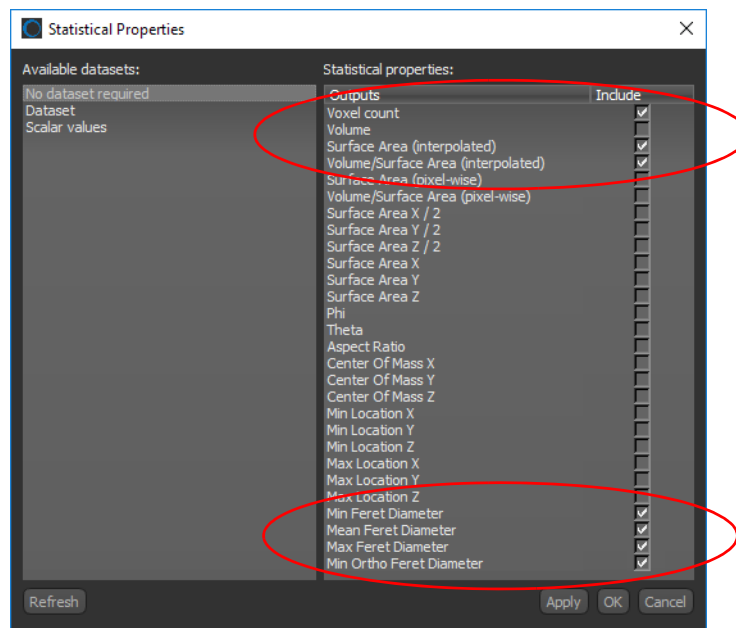 Statistical Properties
Available datasets:
No dataset required
Dataset
Scalar values
Statistical properties:
Outputs Include
Voxel count
Volume
Surface Area (interpolated)
Volume/Surface Area (interpolated)
Surface Area (pixel-wise)
Volume/Surface Area (pixel-wise)
Surface Area X / 2
Surface Area Y / 2
Surface Area Z / 2
Surface Area X
Surface Area Y
Surface Area Z
Phi
Theta
Aspect Ratio
Center Of Mass X
Center Of Mass Y
Center Of Mass Z
Min Location X
Min Location Y
Min Location Z
Max Location X
Max Location Y
Max Location Z
Min Feret Diameter
Mean Feret Diameter
Max Feret Diameter
Min Ortho Feret Diameter
Refresh Apply OK Cancel